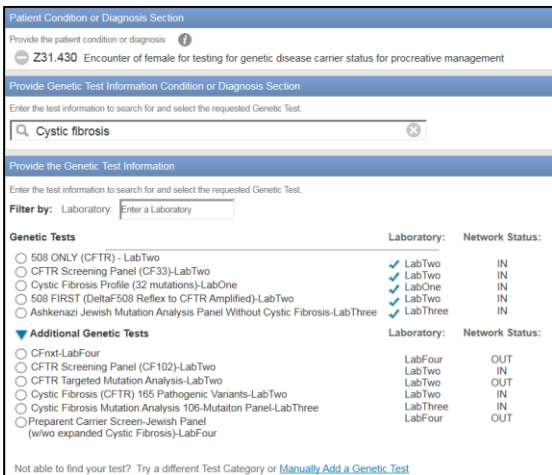 Patient Condition or Diagnosis Section
Provide the patient condition or diagnosis i
Z31.430 Encounter of female for testing for genetic disease carrier status for procreative management
Provide Genetic Test Information Condition or Diagnosis Section
Enter the test information to search for and select the requested Genetic Test.
Cystic fibrosis
Provide the Genetic Test Information
Enter the test information to search for and select the requested Genetic Test.
Filter by: Laboratory: Enter a Laboratory
Genetic Tests Laboratory: Network Status:
508 ONLY (CFTR) - LabTwo LabTwo IN
CFTR Screening Panel (CF33)-LabTwo LabTwo IN
Cystic Fibrosis Profile (32 mutations)-LabOne LabOne IN
508 FIRST (DeltaF508 Reflex to CFTR Amplified)-LabTwo LabTwo IN
Ashkenazi Jewish Mutation Analysis Panel Without Cystic Fibrosis-LabThree LabThree IN
Additional Genetic Tests Laboratory: Network Status:
CFnxt-LabFour LabFour OUT
CFTR Screening Panel (CF102)-LabTwo LabTwo IN
CFTR Targeted Mutation Analysis-LabTwo LabTwo OUT
Cystic Fibrosis (CFTR) 165 Pathogenic Variants-LabTwo LabTwo IN
Cystic Fibrosis Mutation Analysis 106-Mutaiton Panel-LabThree LabThree IN
Preparent Carrier Screen-Jewish Panel LabFour OUT
(w/wo expanded Cystic Fibrosis)-LabFour
Not able to find your test? Try a different Test Category or Manually Add a Genetic Test